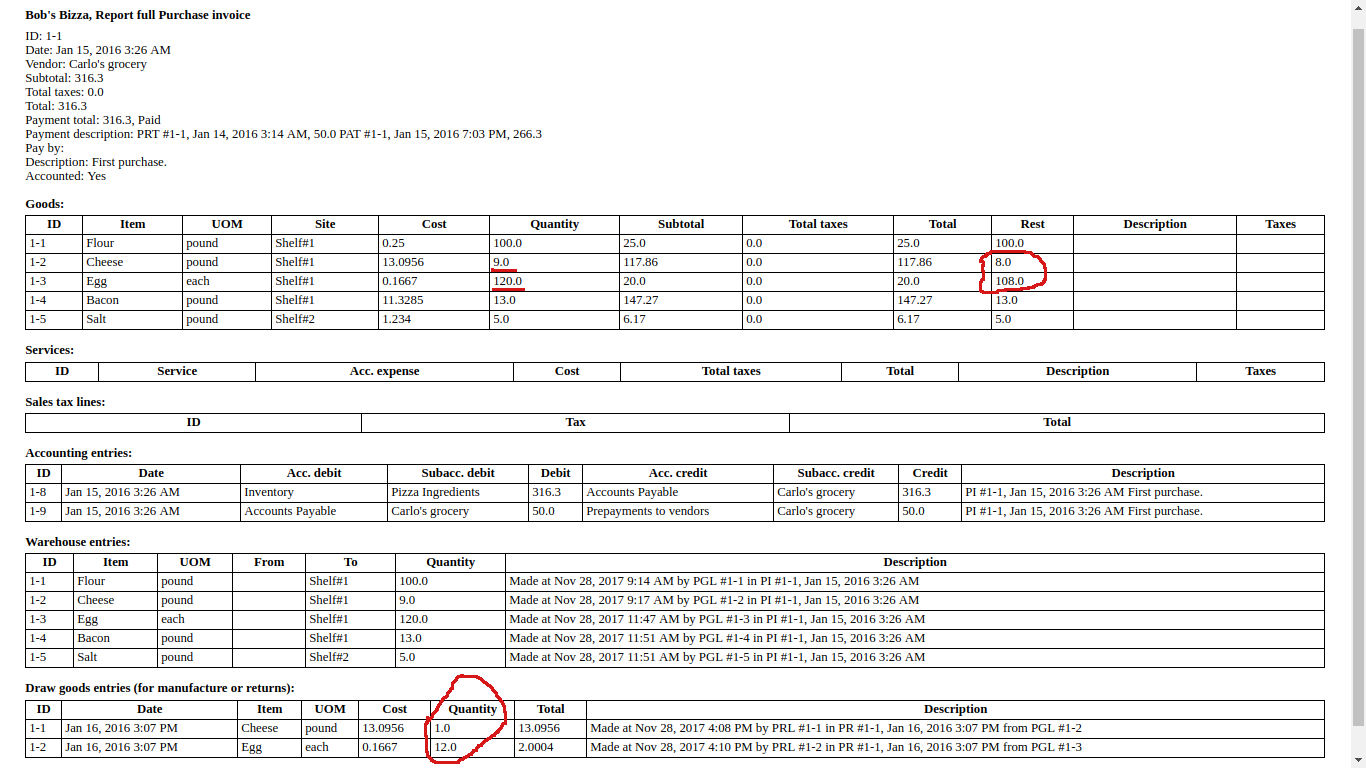 Bob's Bizza, Report full Purchase invoice
ID: 1-1
Date: Jan 15, 2016 3:26 AM
Vendor: Carlo's grocery
Subtotal: 316.3
Total taxes: 0.0
Total: 316.3
Payment total: 316.3, Paid
Payment description: PRT #1-1, Jan 14, 2016 3:14 AM, 50.0 PAT #1-1, Jan 15, 2016 7:03 PM, 266.3
Pay by:
Description: First purchase.
Accounted: Yes
Goods:
ID Item UOM Site Cost Quantity Subtotal Total taxes Total Rest Description Taxes
1-1 Flour pound Shelf#1 0.25 100.0 25.0 0.0 25.0 100.0
1-2 Cheese pound Shelf#1 13.0956 9.0 117.86 0.0 117.86 8.0
1-3 Egg each Shelf#1 0.1667 120.0 20.0 0.0 20.0 108.0
1-4 Bacon pound Shelf#1 11.3285 13.0 147.27 0.0 147.27 13.0
1-5 Salt pound Shelf#2 1.234 5.0 6.17 0.0 6.17 5.0
Services:
ID Service Acc. expense Cost Total taxes Total Description Taxes
Sales tax lines:
ID Tax Total
Accounting entries:
ID Date Acc. debit Subacc. debit Debit Acc. credit Subacc. credit Credit Description
1-8 Jan 15, 2016 3:26 AM Inventory Pizza Ingredients 316.3 Accounts Payable Carlo's grocery 316.3 PI #1-1, Jan 15, 2016 3:26 AM First purchase.
1-9 Jan 15, 2016 3:26 AM Accounts Payable Carlo's grocery 50.0 Prepayments to vendors Carlo's grocery 50.0 PI #1-1, Jan 15, 2016 3:26 AM First purchase.
Warehouse entries:
ID Item UOM From To Quantity Description
1-1 Flour pound Shelf#1 100.0 Made at Nov 28, 2017 9:14 AM by PGL #1-1 in PI #1-1, Jan 15, 2016 3:26 AM
1-2 Cheese pound Shelf#1 9.0 Made at Nov 28, 2017 9:17 AM by PGL #1-2 in PI #1-1, Jan 15, 2016 3:26 AM
1-3 Egg each Shelf#1 120.0 Made at Nov 28, 2017 11:47 AM by PGL #1-3 in PI #1-1, Jan 15, 2016 3:26 AM
1-4 Bacon pound Shelf#1 13.0 Made at Nov 28, 2017 11:51 AM by PGL #1-4 in PI #1-1, Jan 15, 2016 3:26 AM
1-5 Salt pound Shelf#2 5.0 Made at Nov 28, 2017 11:51 AM by PGL #1-5 in PI #1-1, Jan 15, 2016 3:26 AM
Draw goods entries (for manufacture or returns):
ID Date Item UOM Cost Quantity Total Description
1-1 Jan 16, 2016 3:07 PM Cheese pound 13.0956 1.0 13.0956 Made at Nov 28, 2017 4:08 PM by PRL #1-1 in PR #1-1, Jan 16, 2016 3:07 PM from PGL #1-2
1-2 Jan 16, 2016 3:07 PM Egg each 0.1667 12.0 2.0004 Made at Nov 28, 2017 4:10 PM by PRL #1-2 in PR #1-1, Jan 16, 2016 3:07 PM from PGL #1-3